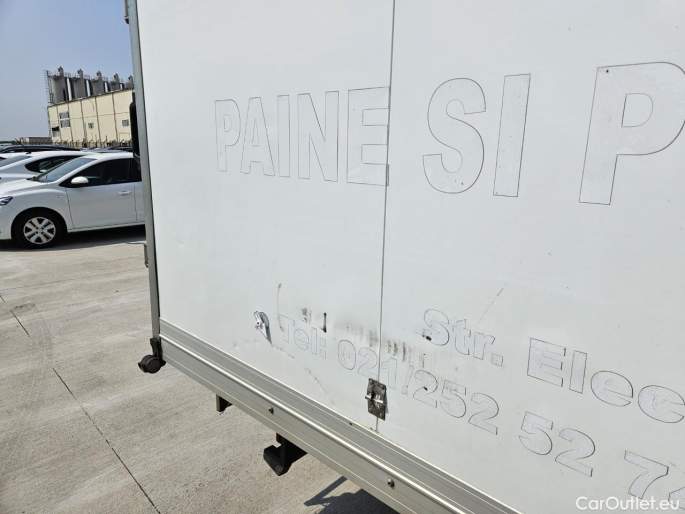 PAINE SI P
Str. Elec
Tel: 021/252 52 7
CarOutlet.eu